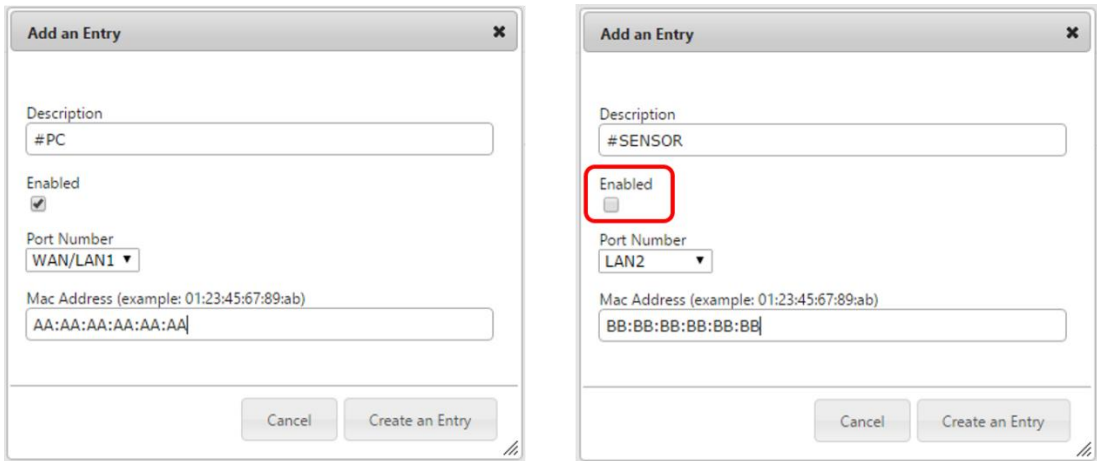 Add an Entry
Description
#PC
Enabled
Port Number
WAN/LAN1
Mac Address (example: 01:23:45:67:89:ab)
AA:AA:AA:AA:AA:AA
Cancel
Create an Entry
Add an Entry
Description
#SENSOR
Enabled
Port Number
LAN2
Mac Address (example: 01:23:45:67:89:ab)
BB:BB:BB:BB:BB:BB
Cancel
Create an Entry